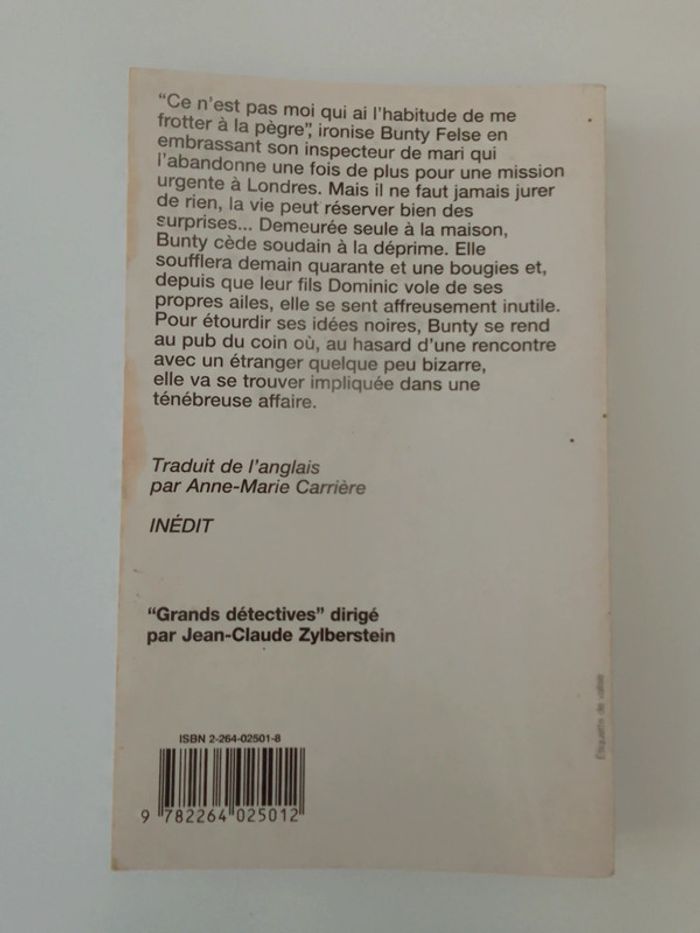 "Ce n'est pas moi qui ai l'habitude de me
frotter à la pègre", ironise Bunty Felse en
embrassant son inspecteur de mari qui
l'abandonne une fois de plus pour une mission
urgente à Londres. Mais il ne faut jamais jurer
de rien, la vie peut réserver bien des
surprises... Demeurée seule à la maison,
Bunty cède soudain à la déprime. Elle
soufflera demain quarante et une bougies et,
depuis que leur fils Dominic vole de ses
propres ailes, elle se sent affreusement inutile.
Pour étourdir ses idées noires, Bunty se rend
au pub du coin où, au hasard d'une rencontre
avec un étranger quelque peu bizarre,
elle va se trouver impliquée dans une
ténébreuse affaire.
Traduit de l'anglais
par Anne-Marie Carrière
INÉDIT
"Grands détectives" dirigé
par Jean-Claude Zylberstein
ISBN 2-264-02501-8
9 782264 025012
Étiquette de